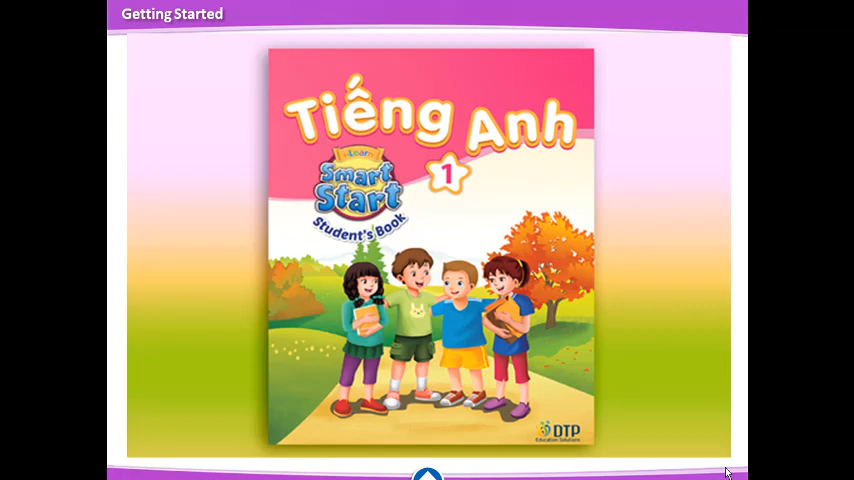 Getting Started
Tiếng Anh
1
i-Learn
Smart
Start
Student's Book
DTP
Education Solutions